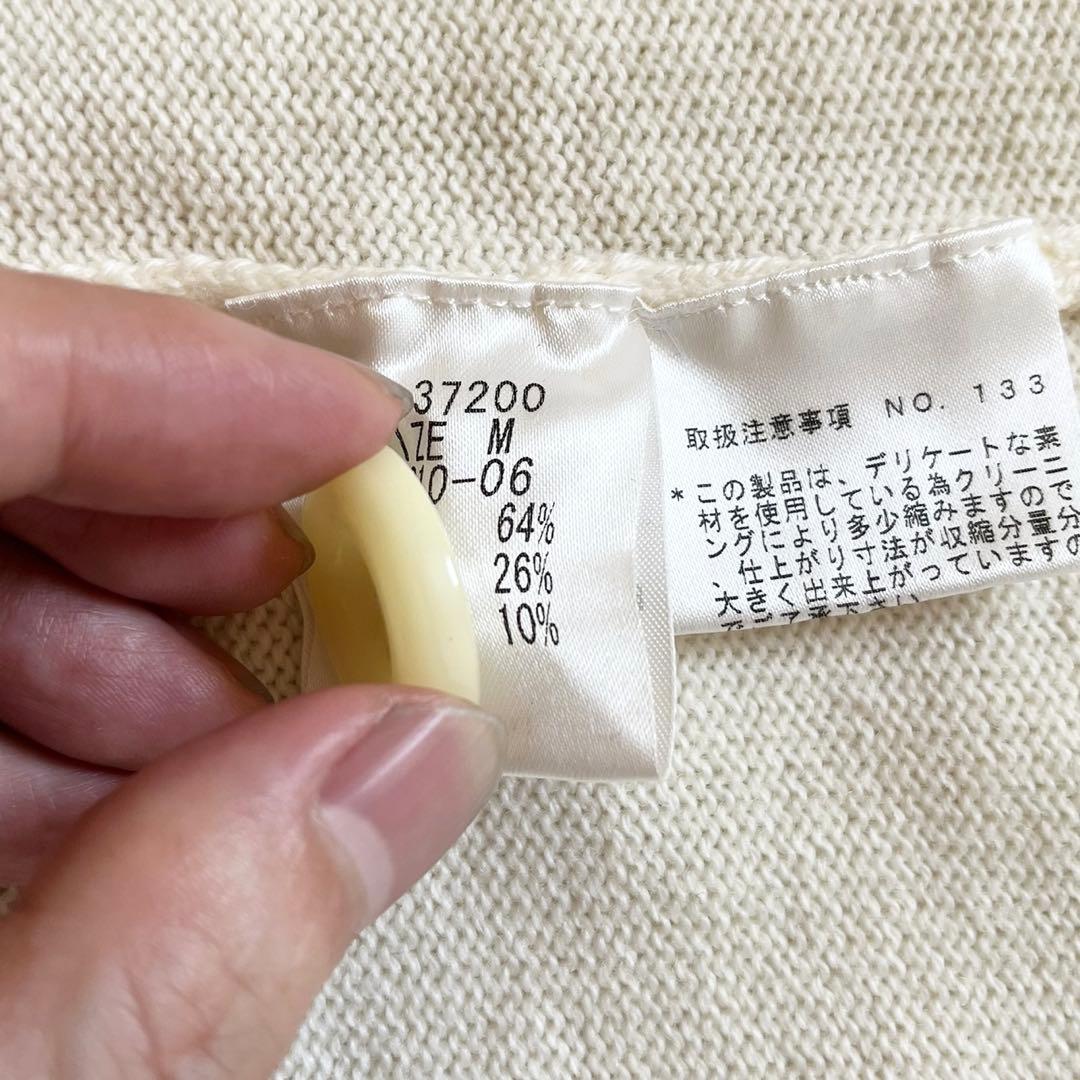 37200
M
0-06
64%
26%
10%
取扱注意事項 NO. 133
* この製品は、デリケートな素
材を使用している為クリーニ
ングにより多少縮みますので
、仕上がり寸法が収縮分量分
大きく出来上がっていますの